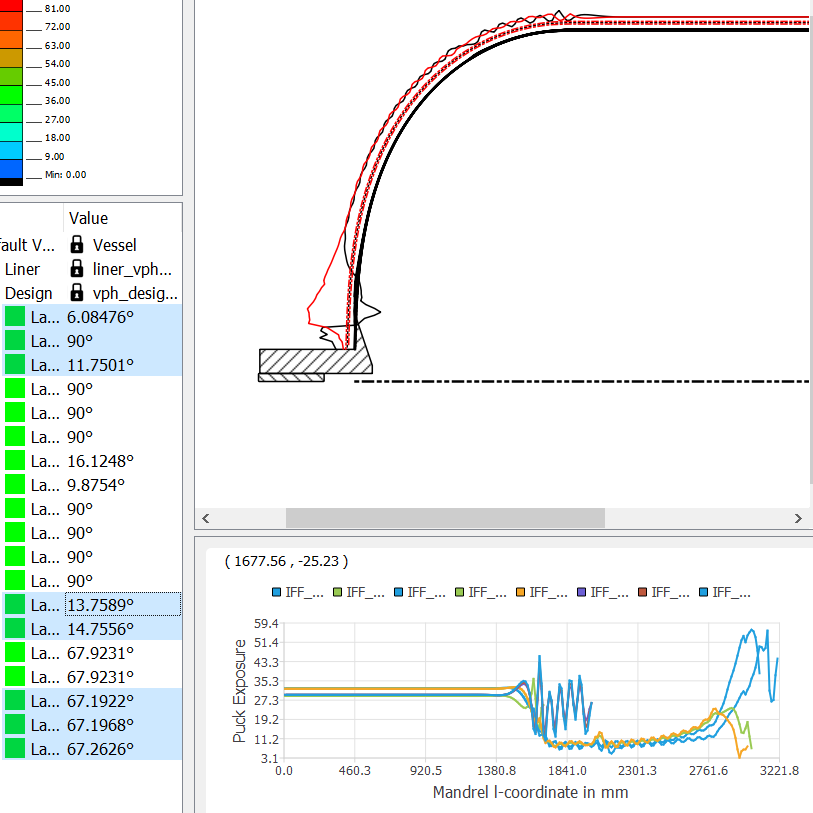 81.00
72.00
63.00
54.00
45.00
36.00
27.00
18.00
9.00
Min: 0.00
Value
fault V... Vessel
Liner liner_vph...
Design vph_desig...
La... 6.08476°
La... 90°
La... 11.7501°
La... 90°
La... 90°
La... 90°
La... 16.1248°
La... 9.8754°
La... 90°
La... 90°
La... 90°
La... 90°
La... 13.7589°
La... 14.7556°
La... 67.9231°
La... 67.9231°
La... 67.1922°
La... 67.1968°
La... 67.2626°
( 1677.56 , -25.23 )
IFF_... IFF_... IFF_... IFF_... IFF_... IFF_... IFF_... IFF_...
Puck Exposure
59.4
51.4
43.3
35.3
27.3
19.2
11.2
3.1
0.0 460.3 920.5 1380.8 1841.0 2301.3 2761.6 3221.8
Mandrel l-coordinate in mm